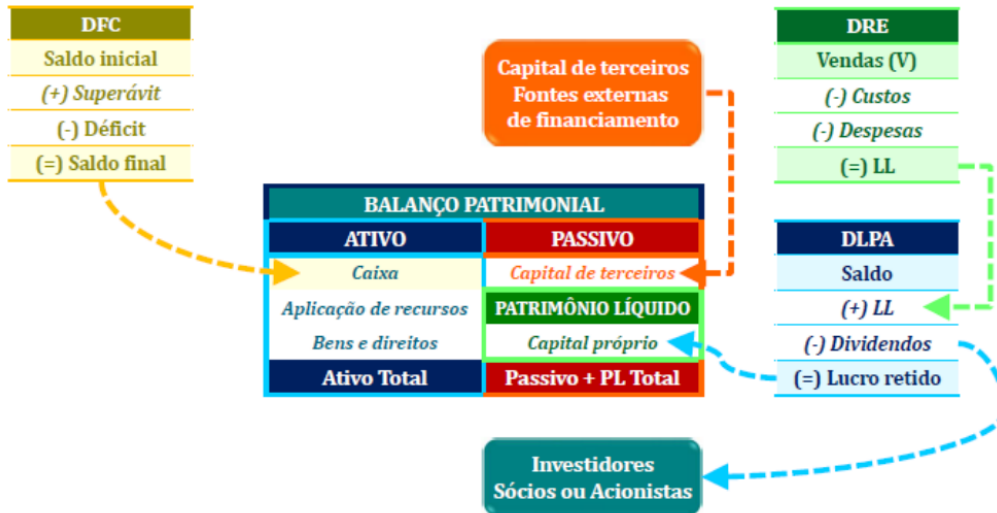 DFC
Saldo inicial
(+) Superávit
(-) Déficit
(=) Saldo final
Capital de terceiros
Fontes externas
de financiamento
DRE
Vendas (V)
(-) Custos
(-) Despesas
(=) LL
BALANÇO PATRIMONIAL
ATIVO
PASSIVO
Caixa
Capital de terceiros
Aplicação de recursos
PATRIMÔNIO LÍQUIDO
Bens e direitos
Capital próprio
Ativo Total
Passivo + PL Total
DLPA
Saldo
(+) LL
(-) Dividendos
(=) Lucro retido
Investidores
Sócios ou Acionistas